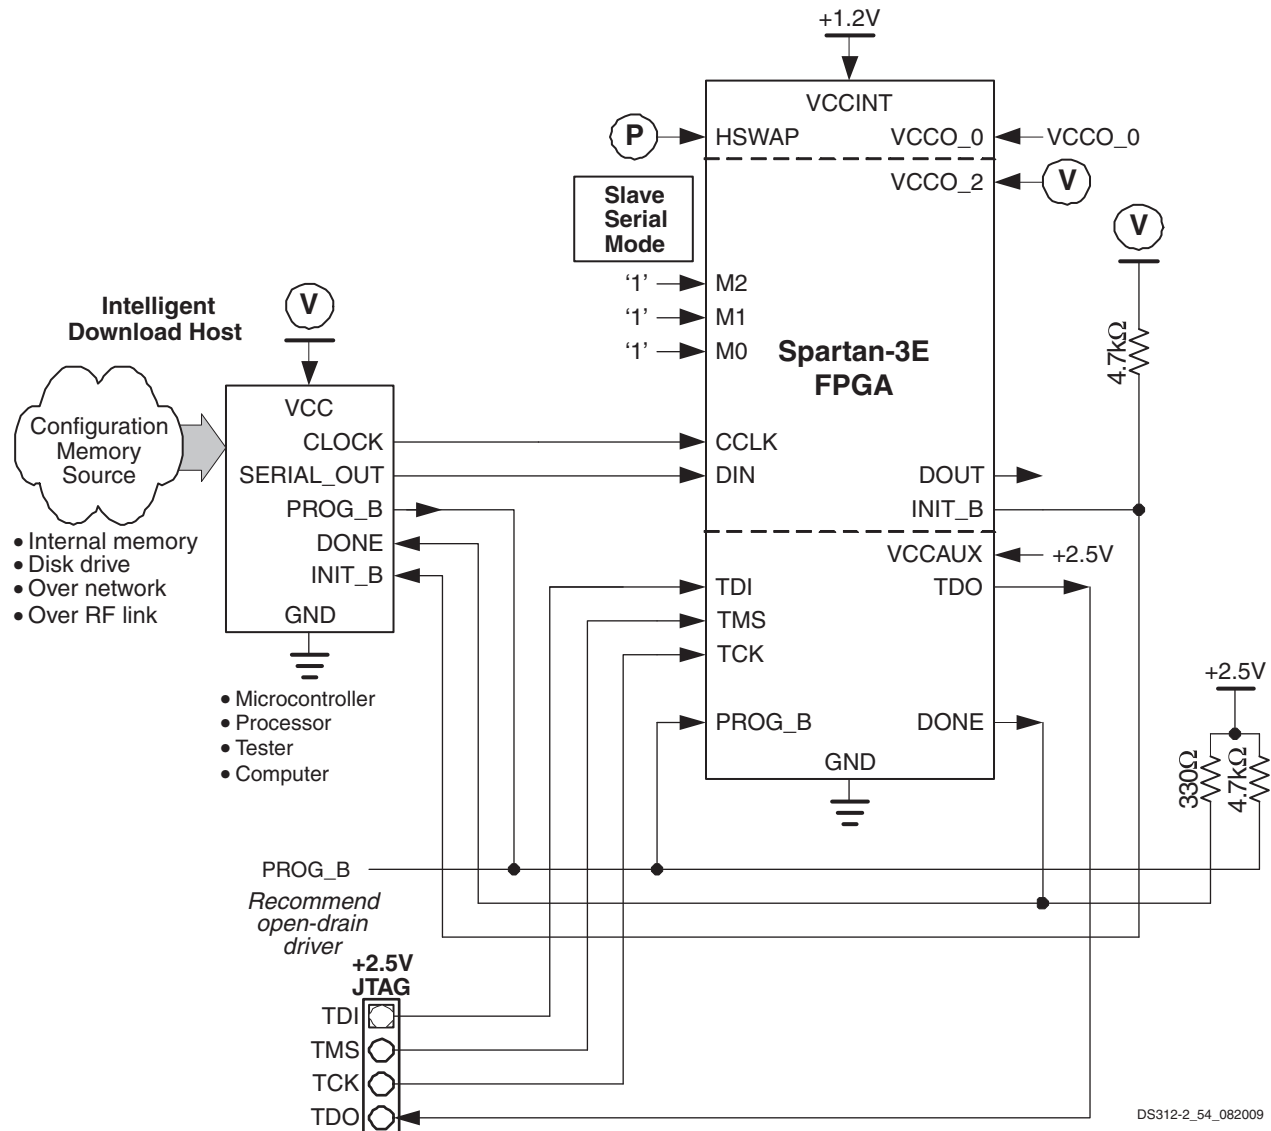 +1.2V
VCCINT
P
HSWAP
VCCO_0
VCCO_0
VCCO_2
V
Slave
Serial
Mode
V
‘1’
M2
‘1’
M1
‘1’
M0
Spartan-3E
FPGA
4.7kΩ
Intelligent
Download Host
V
Configuration
Memory
Source
VCC
CLOCK
SERIAL_OUT
PROG_B
DONE
INIT_B
GND
CCLK
DIN
DOUT
INIT_B
• Internal memory
• Disk drive
• Over network
• Over RF link
VCCAUX
+2.5V
TDI
TDO
TMS
TCK
PROG_B
DONE
GND
• Microcontroller
• Processor
• Tester
• Computer
+2.5V
330Ω
4.7kΩ
PROG_B
Recommend
open-drain
driver
+2.5V
JTAG
TDI
TMS
TCK
TDO
DS312-2_54_082009